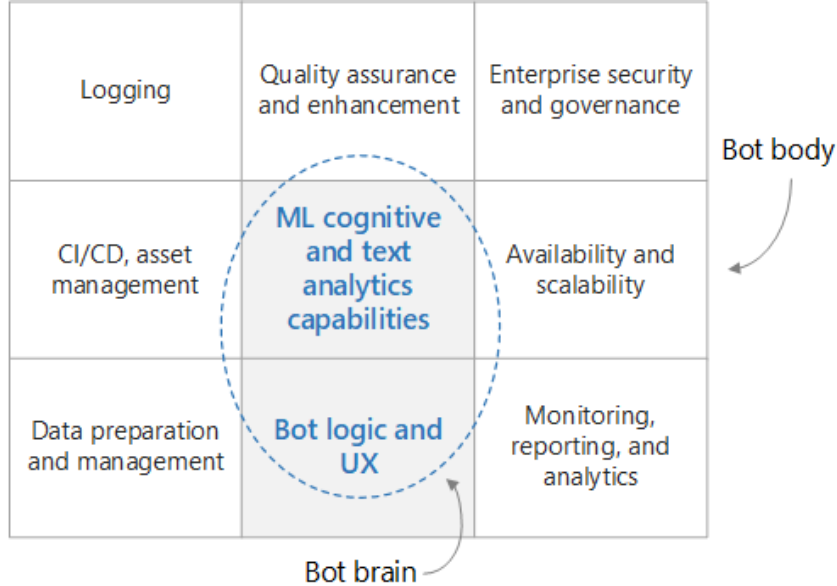 Logging
Quality assurance
and enhancement
Enterprise security
and governance
Bot body
CI/CD, asset
management
ML cognitive
and text
analytics
capabilities
Availability and
scalability
Data preparation
and management
Bot logic and
UX
Monitoring,
reporting, and
analytics
Bot brain